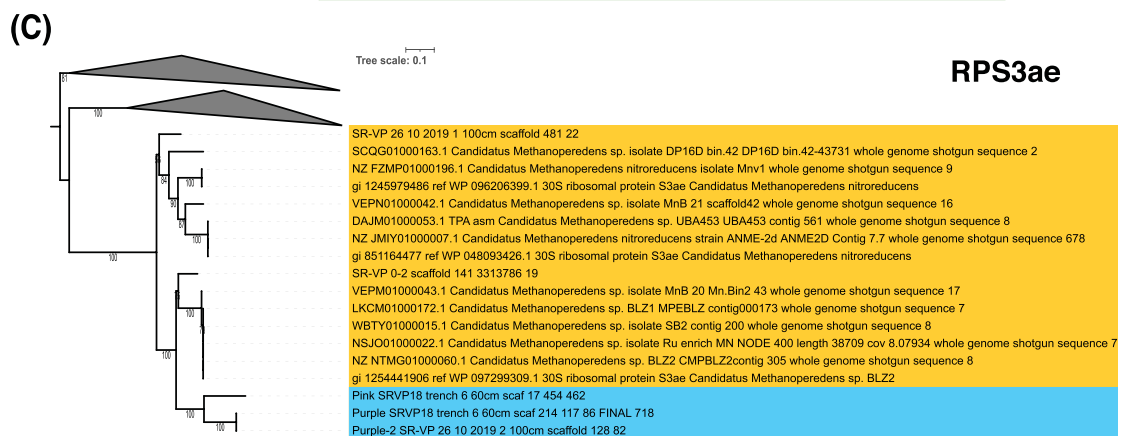 (C)
Tree scale: 0.1
RPS3ae
81
100
SR-VP 26 10 2019 1 100cm scaffold 481 22
SCQG01000163.1 Candidatus Methanoperedens sp. isolate DP16D bin.42 DP16D bin.42-43731 whole genome shotgun sequence 2
84
NZ FZMP01000196.1 Candidatus Methanoperedens nitroreducens isolate Mnv1 whole genome shotgun sequence 9
100
gi 1245979486 ref WP 096206399.1 30S ribosomal protein S3ae Candidatus Methanoperedens nitroreducens
90
VEPN01000042.1 Candidatus Methanoperedens sp. isolate MnB 21 scaffold42 whole genome shotgun sequence 16
DAJM01000053.1 TPA asm Candidatus Methanoperedens sp. UBA453 UBA453 contig 561 whole genome shotgun sequence 8
100
NZ JMIY01000007.1 Candidatus Methanoperedens nitroreducens strain ANME-2d ANME2D Contig 7.7 whole genome shotgun sequence 678
100
gi 851164477 ref WP 048093426.1 30S ribosomal protein S3ae Candidatus Methanoperedens nitroreducens
SR-VP 0-2 scaffold 141 3313786 19
VEPM01000043.1 Candidatus Methanoperedens sp. isolate MnB 20 Mn.Bin2 43 whole genome shotgun sequence 17
100
LKCM01000172.1 Candidatus Methanoperedens sp. BLZ1 MPEBLZ contig000173 whole genome shotgun sequence 7
WBTY01000015.1 Candidatus Methanoperedens sp. isolate SB2 contig 200 whole genome shotgun sequence 8
NSJO01000022.1 Candidatus Methanoperedens sp. isolate Ru enrich MN NODE 400 length 38709 cov 8.07934 whole genome shotgun sequence 7
100
NZ NTMG01000060.1 Candidatus Methanoperedens sp. BLZ2 CMPBLZ2contig 305 whole genome shotgun sequence 8
gi 1254441906 ref WP 097299309.1 30S ribosomal protein S3ae Candidatus Methanoperedens sp. BLZ2
Pink SRVP18 trench 6 60cm scaf 17 454 462
100
Purple SRVP18 trench 6 60cm scaf 214 117 86 FINAL 718
100
Purple-2 SR-VP 26 10 2019 2 100cm scaffold 128 82